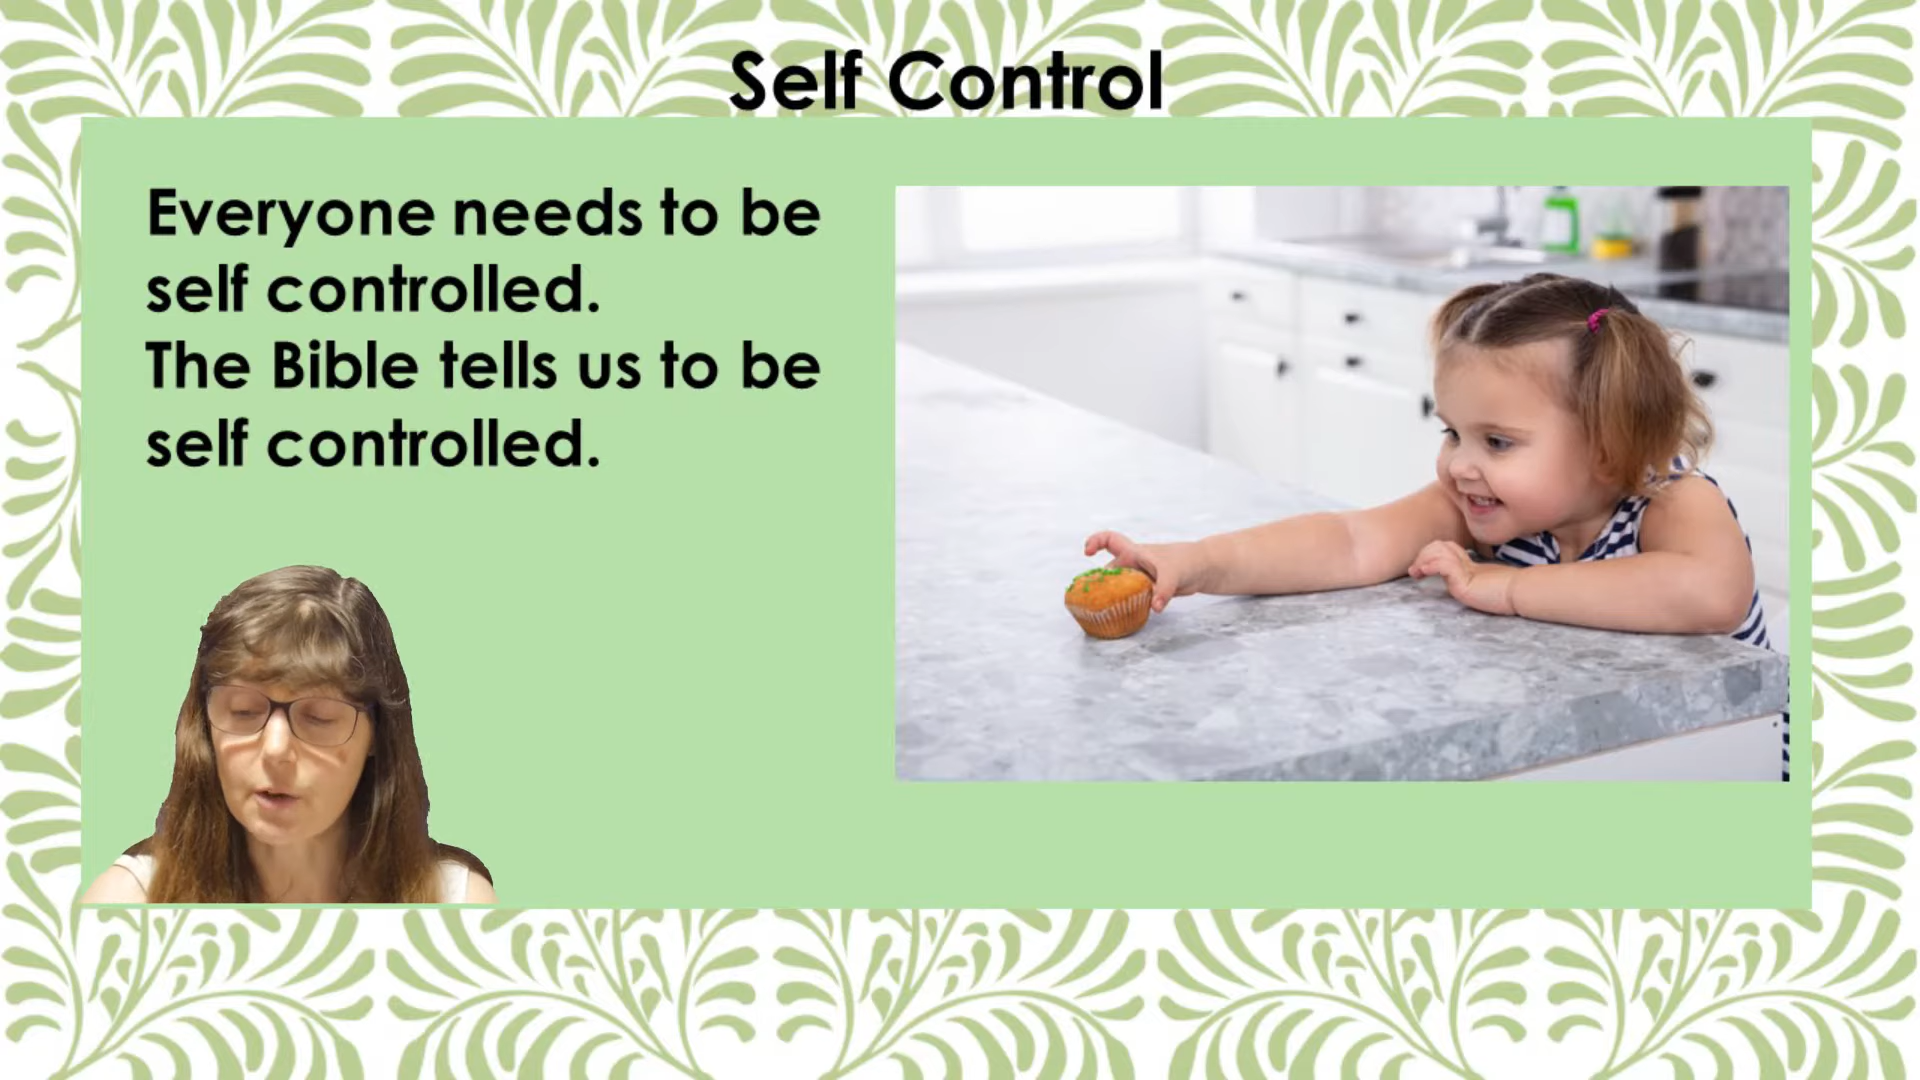 Self Control
Everyone needs to be
self controlled.
The Bible tells us to be
self controlled.